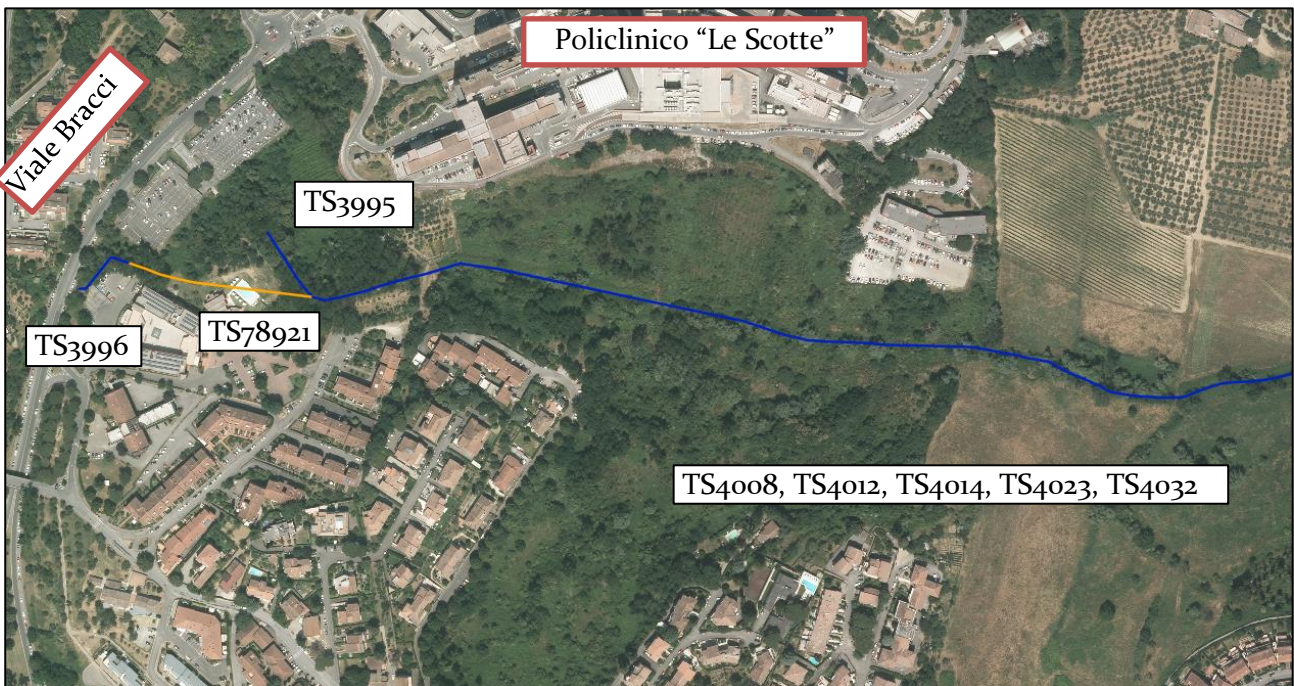 Policlinico “Le Scotte”
Viale Bracci
TS3995
TS3996
TS78921
TS4008, TS4012, TS4014, TS4023, TS4032